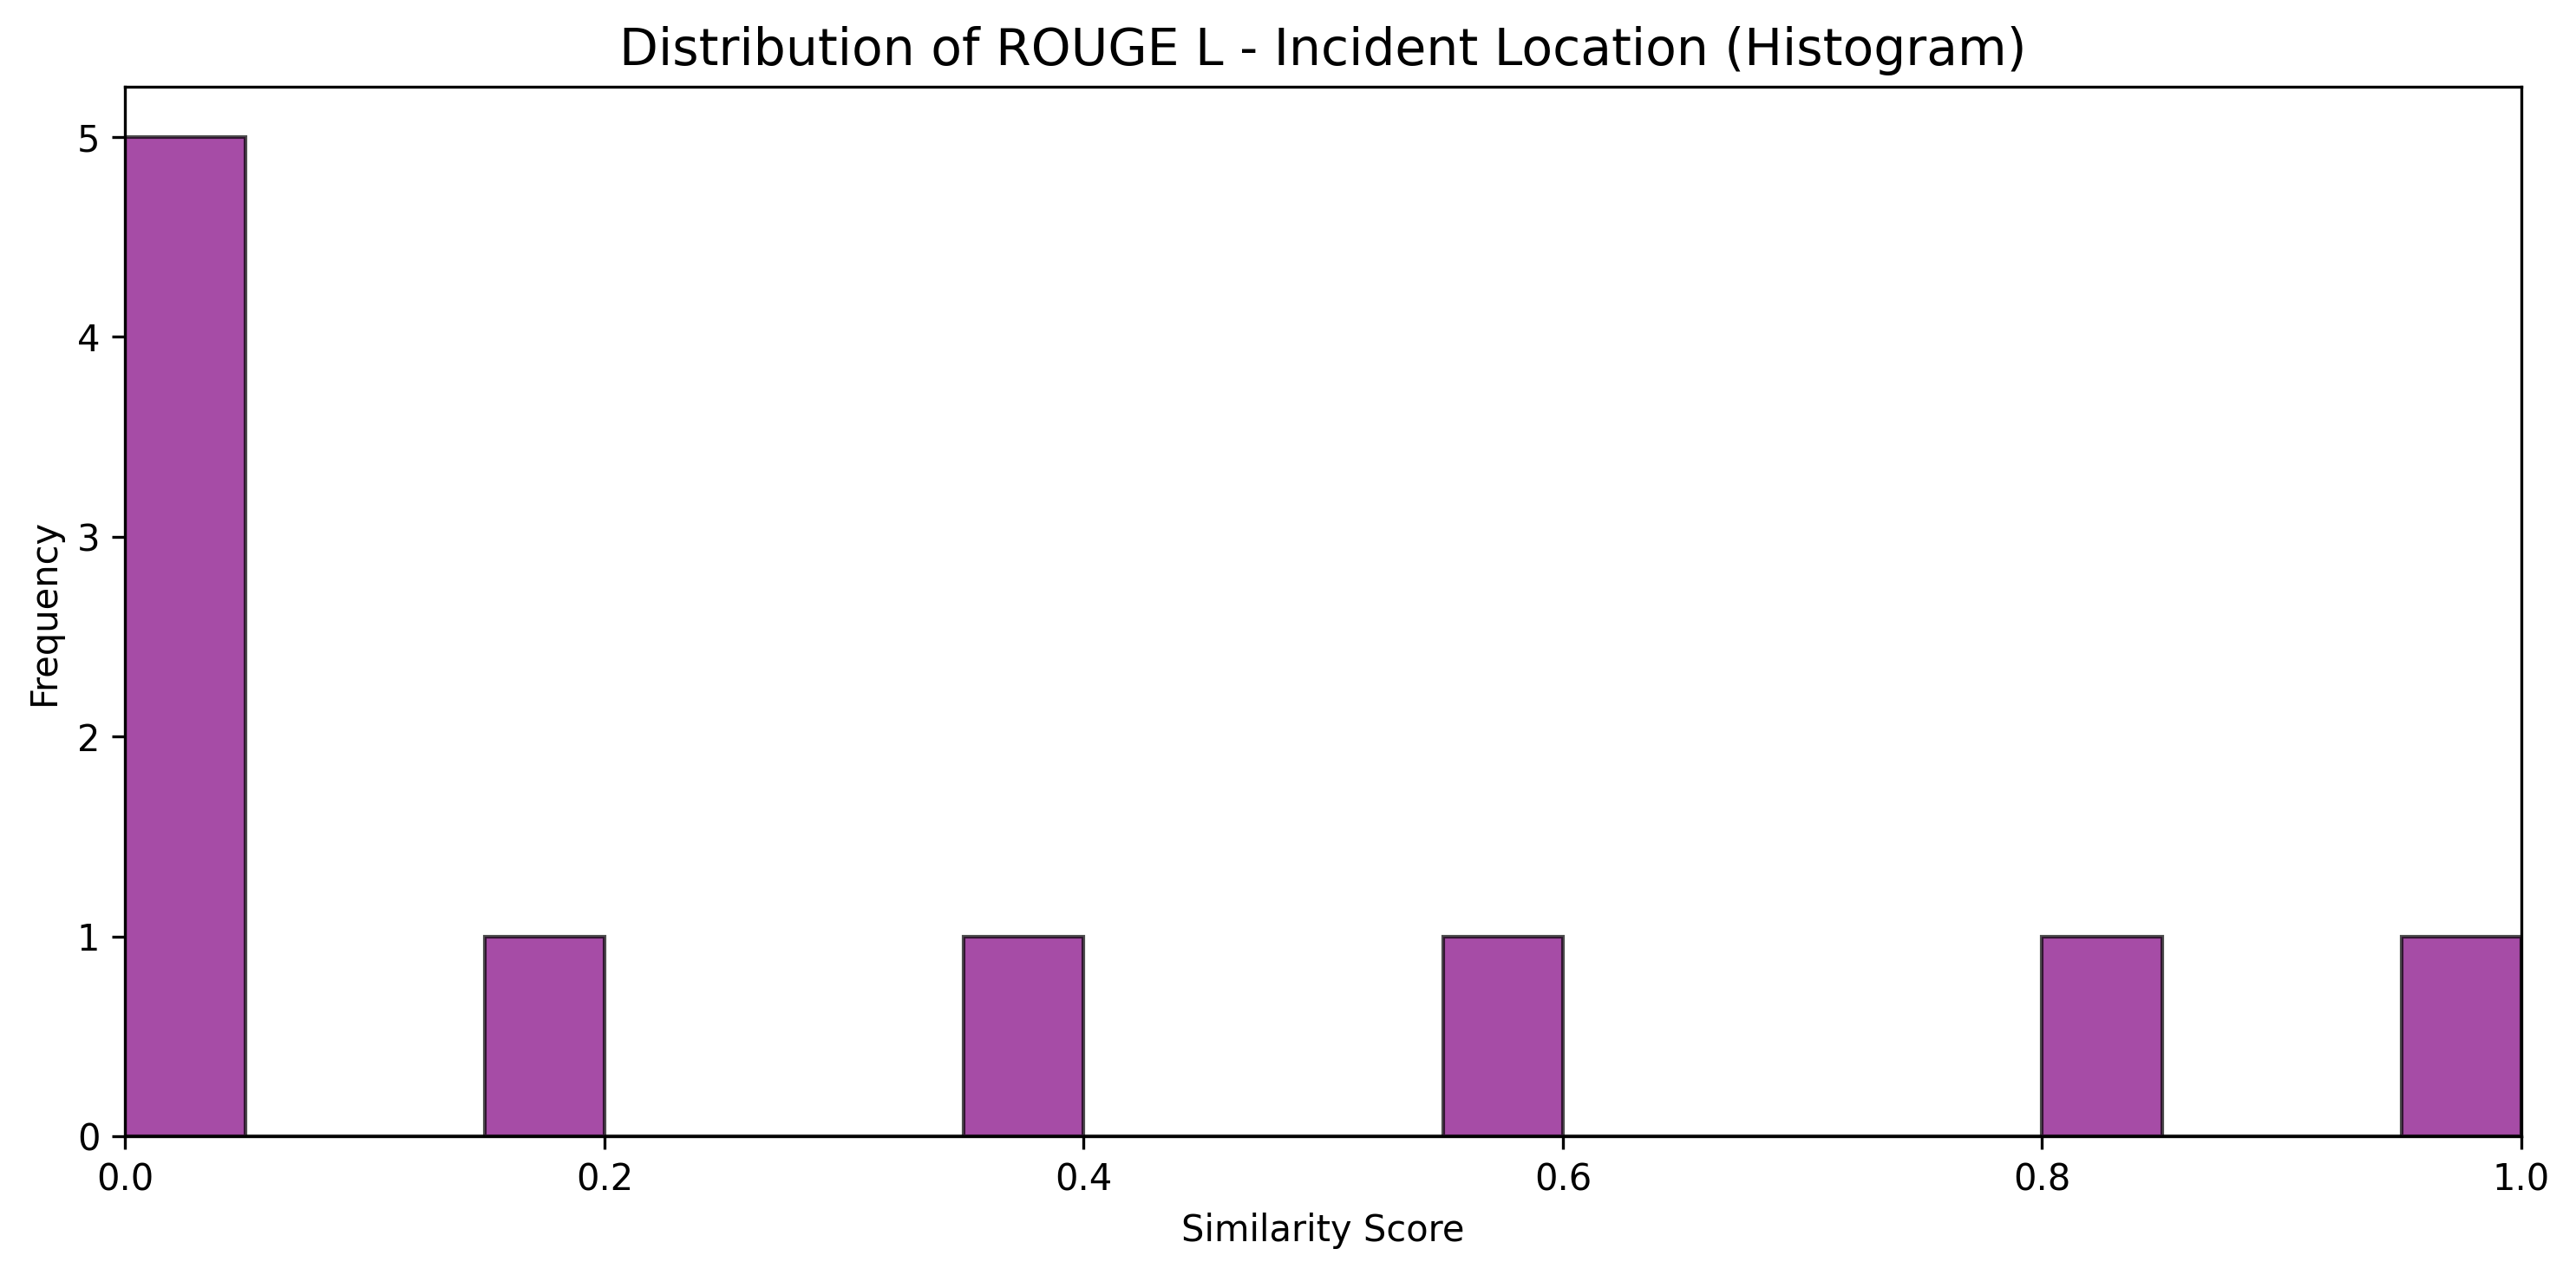 Distribution of ROUGE L - Incident Location (Histogram)
Frequency
5
4
3
2
1
0
0.0 0.2 0.4 0.6 0.8 1.0
Similarity Score